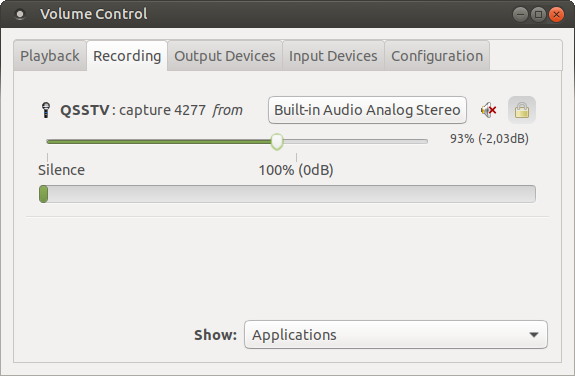 Volume Control
Playback Recording Output Devices Input Devices Configuration
QSSTV : capture 4277 from Built-in Audio Analog Stereo
93% (-2,03dB)
Silence 100% (0dB)
Show: Applications